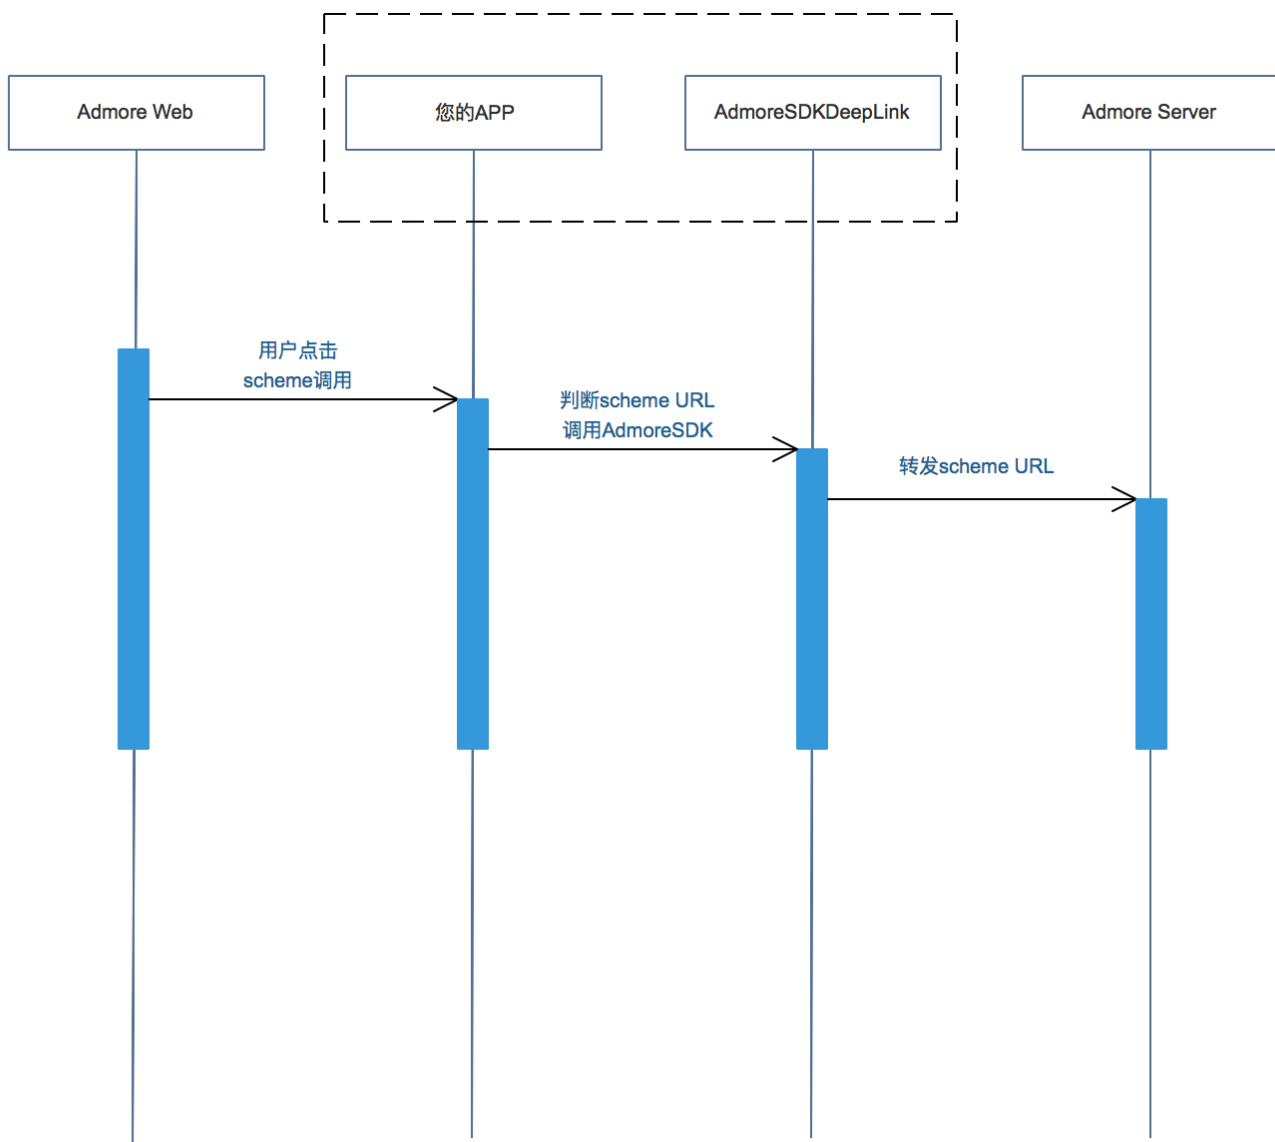 Admore Web
您的APP
AdmoreSDKDeepLink
Admore Server
用户点击
scheme调用
判断scheme URL
调用AdmoreSDK
转发scheme URL